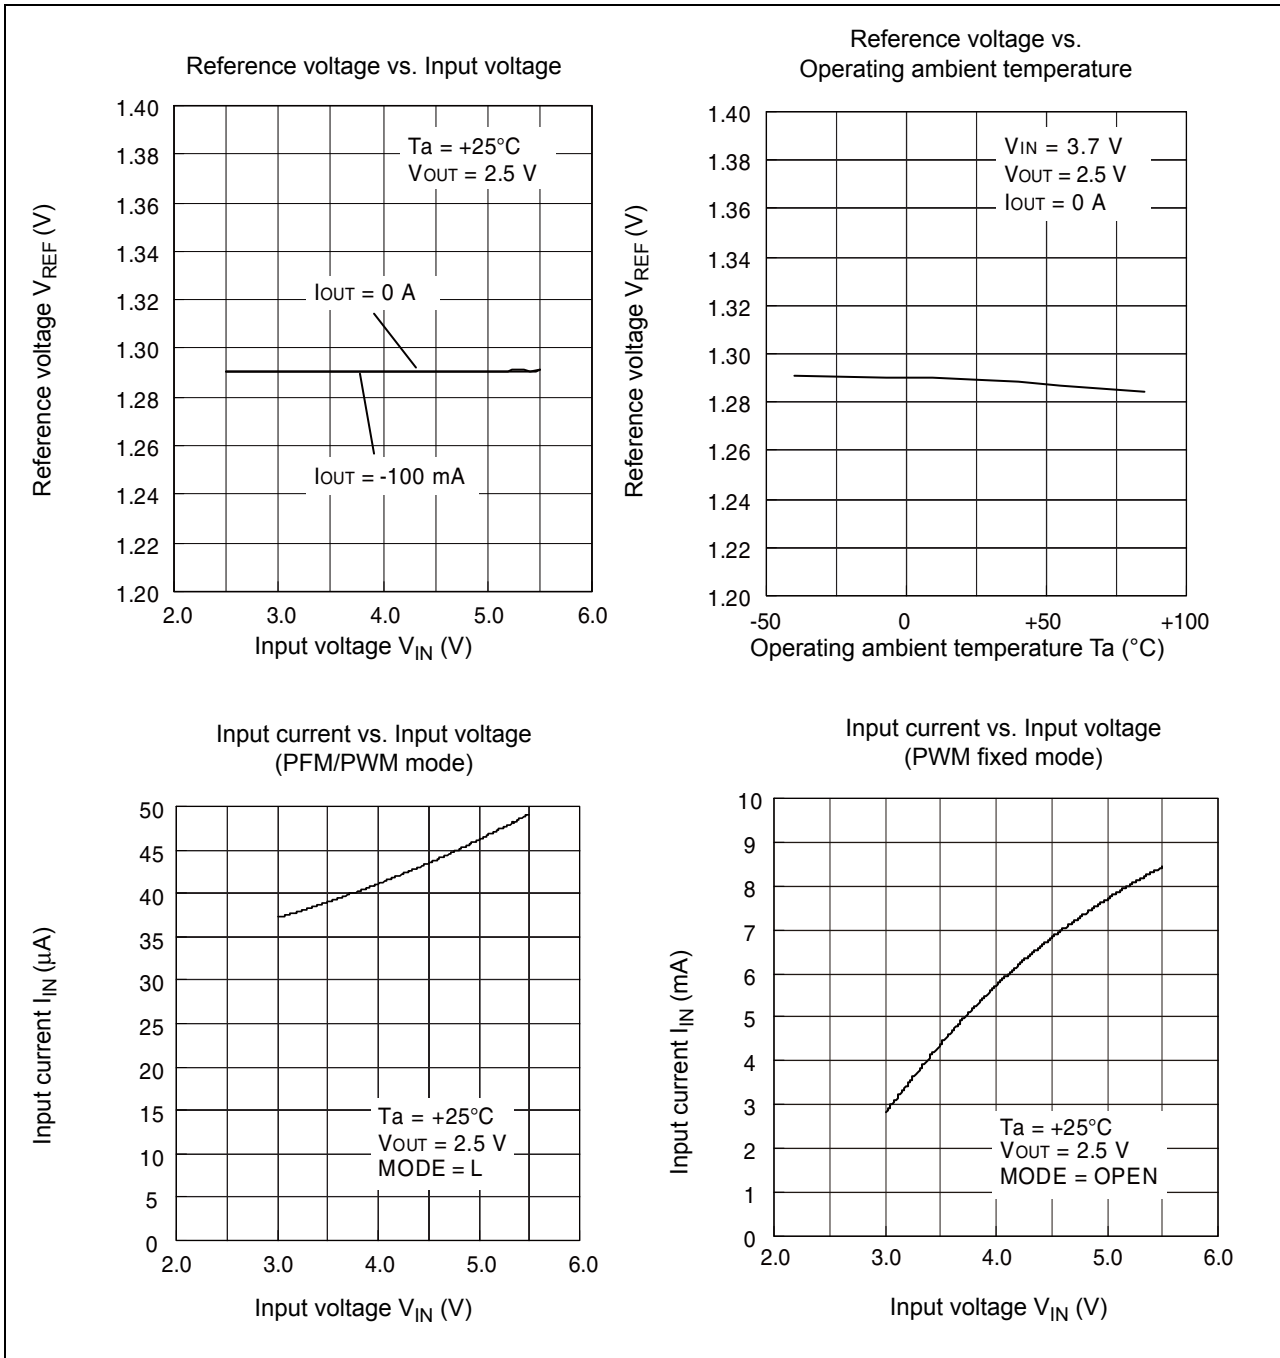 Reference voltage vs. Input voltage
1.40
1.38
1.36
1.34
1.32
1.30
1.28
1.26
1.24
1.22
1.20
2.0 3.0 4.0 5.0 6.0
Reference voltage VREF (V)
Input voltage VIN (V)
Ta = +25°C
VOUT = 2.5 V
IOUT = 0 A
IOUT = -100 mA
Reference voltage vs.
Operating ambient temperature
1.40
1.38
1.36
1.34
1.32
1.30
1.28
1.26
1.24
1.22
1.20
-50 0 +50 +100
Reference voltage VREF (V)
Operating ambient temperature Ta (°C)
VIN = 3.7 V
VOUT = 2.5 V
IOUT = 0 A
Input current vs. Input voltage
(PFM/PWM mode)
50
45
40
35
30
25
20
15
10
5
0
2.0 3.0 4.0 5.0 6.0
Input current IIN (μA)
Input voltage VIN (V)
Ta = +25°C
VOUT = 2.5 V
MODE = L
Input current vs. Input voltage
(PWM fixed mode)
10
9
8
7
6
5
4
3
2
1
0
2.0 3.0 4.0 5.0 6.0
Input current IIN (mA)
Input voltage VIN (V)
Ta = +25°C
VOUT = 2.5 V
MODE = OPEN